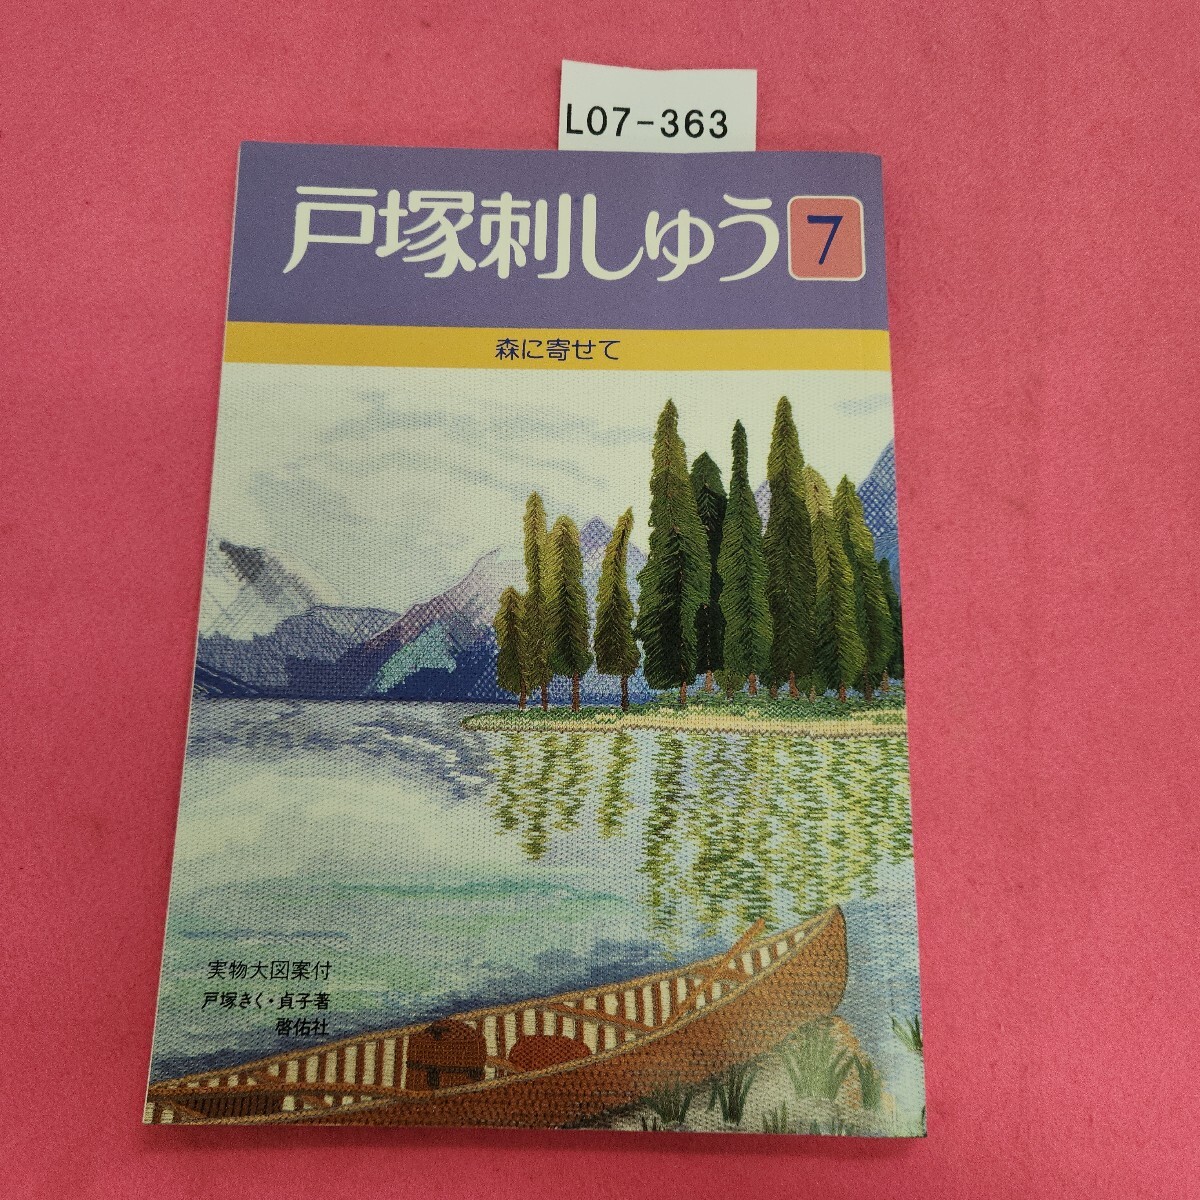 L07-363
戸塚刺しゅう 7
森に寄せて
実物大図案付
戸塚きく・貞子著
啓佑社